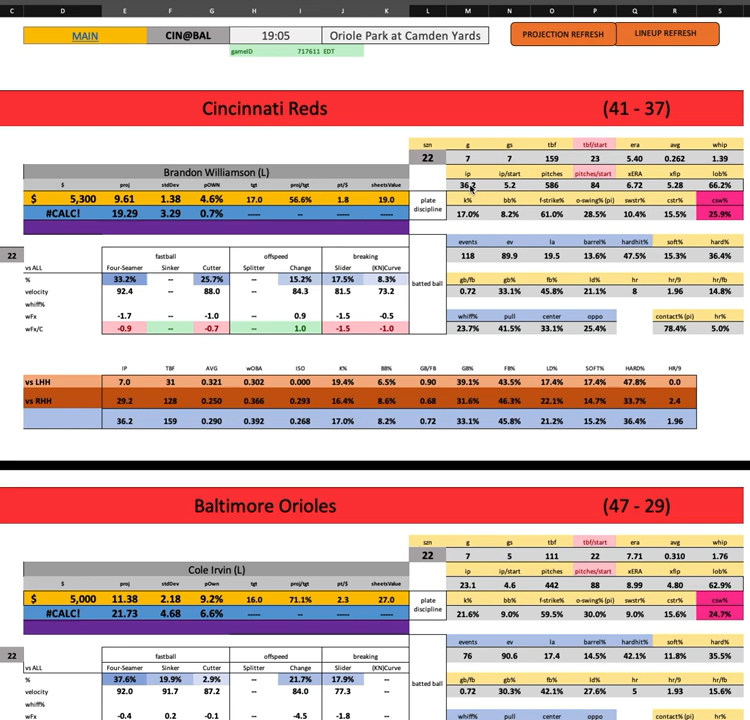 C D E F G H I J K L M N O P Q R S
MAIN CIN@BAL 19:05 Oriole Park at Camden Yards PROJECTION REFRESH LINEUP REFRESH
gameID 717611 EDT
Cincinnati Reds (41 - 37)
szn g gs tbf tbf/start era avg whip
22 7 7 159 23 5.40 0.262 1.39
Brandon Williamson (L) ip ip/start pitches pitches/start xERA xfip lob%
$ proj stdDev pOWN tgt proj/tgt pt/$ sheetsValue 36.2 5.2 586 84 6.72 5.28 66.2%
$ 5,300 9.61 1.38 4.6% 17.0 56.6% 1.8 19.0 plate discipline k% bb% f-strike% o-swing% (pi) swstr% cstr% csw%
#CALC! 19.29 3.29 0.7% ---- -- ---- ---- 17.0% 8.2% 61.0% 28.5% 10.4% 15.5% 25.9%
22 fastball offspeed breaking events ev la barrel% hardhit% soft% hard%
118 89.9 19.5 13.6% 47.5% 15.3% 36.4%
vs ALL Four-Seamer Sinker Cutter Splitter Change Slider (KN)Curve batted ball
% 33.2% -- 25.7% -- 15.2% 17.5% 8.3% gb/fb gb% fb% ld% hr hr/9 hr/fb
velocity 92.4 -- 88.0 -- 84.3 81.5 73.2 0.72 33.1% 45.8% 21.1% 8 1.96 14.8%
whiff%
wFx -1.7 -- -1.0 -- 0.9 -1.5 -0.5 whiff% pull center oppo contact% (pi) hr%
wFx/C -0.9 -- -0.7 -- 1.0 -1.5 -1.0 23.7% 41.5% 33.1% 25.4% 78.4% 5.0%
IP TBF AVG wOBA ISO K% BB% GB/FB GB% FB% LD% SOFT% HARD% HR/9
vs LHH 7.0 31 0.321 0.302 0.000 19.4% 6.5% 0.90 39.1% 43.5% 17.4% 17.4% 47.8% 0.0
vs RHH 29.2 128 0.250 0.366 0.293 16.4% 8.6% 0.68 31.6% 46.3% 22.1% 14.7% 33.7% 2.4
36.2 159 0.290 0.392 0.268 17.0% 8.2% 0.72 33.1% 45.8% 21.2% 15.2% 36.4% 1.96
Baltimore Orioles (47 - 29)
szn g gs tbf tbf/start era avg whip
22 7 5 111 22 7.71 0.310 1.76
Cole Irvin (L) ip ip/start pitches pitches/start xERA xfip lob%
$ proj stdDev pOwn tgt proj/tgt pt/$ sheetsValue 23.1 4.6 442 88 8.99 4.80 62.9%
$ 5,000 11.38 2.18 9.2% 16.0 71.1% 2.3 27.0 plate discipline k% bb% f-strike% o-swing% (pi) swstr% cstr% csw%
#CALC! 21.73 4.68 6.6% ---- -- ---- ---- 21.6% 9.0% 59.5% 30.0% 9.0% 15.6% 24.7%
22 fastball offspeed breaking events ev la barrel% hardhit% soft% hard%
76 90.6 17.4 14.5% 42.1% 11.8% 35.5%
vs ALL Four-Seamer Sinker Cutter Splitter Change Slider (KN)Curve batted ball
% 37.6% 19.9% 2.9% -- 21.7% 17.9% -- gb/fb gb% fb% ld% hr hr/9 hr/fb
velocity 92.0 91.7 87.2 -- 84.0 77.3 -- 0.72 30.3% 42.1% 27.6% 5 1.93 15.6%
whiff%
wFx -0.4 0.2 -0.1 -- -4.5 -1.8 -- whiff% pull center oppo contact% (pi) hr%